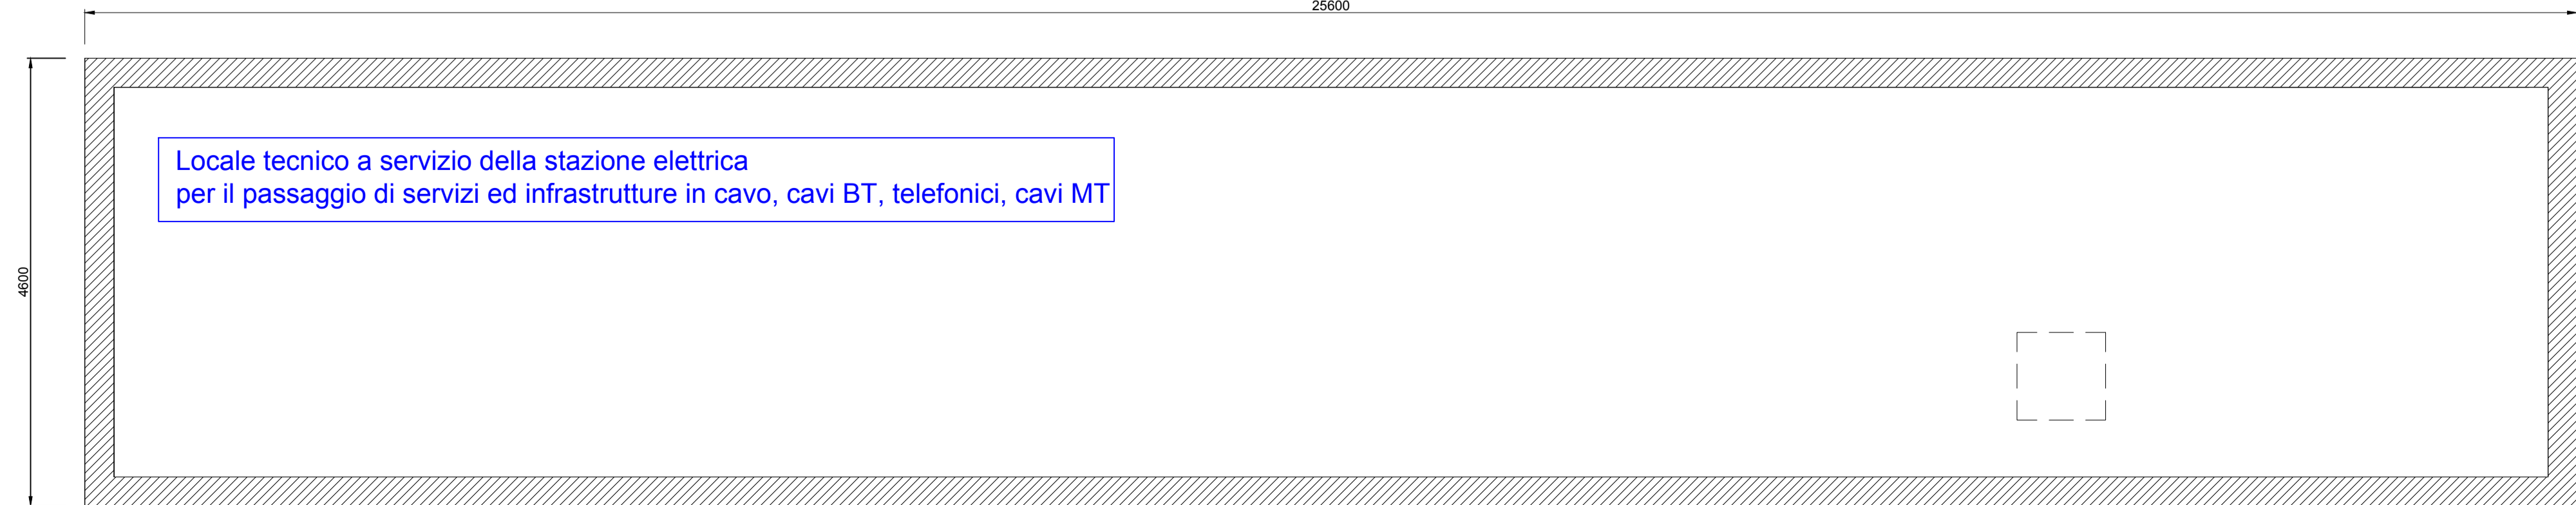 25600
Locale tecnico a servizio della stazione elettrica
per il passaggio di servizi ed infrastrutture in cavo, cavi BT, telefonici, cavi MT
4600